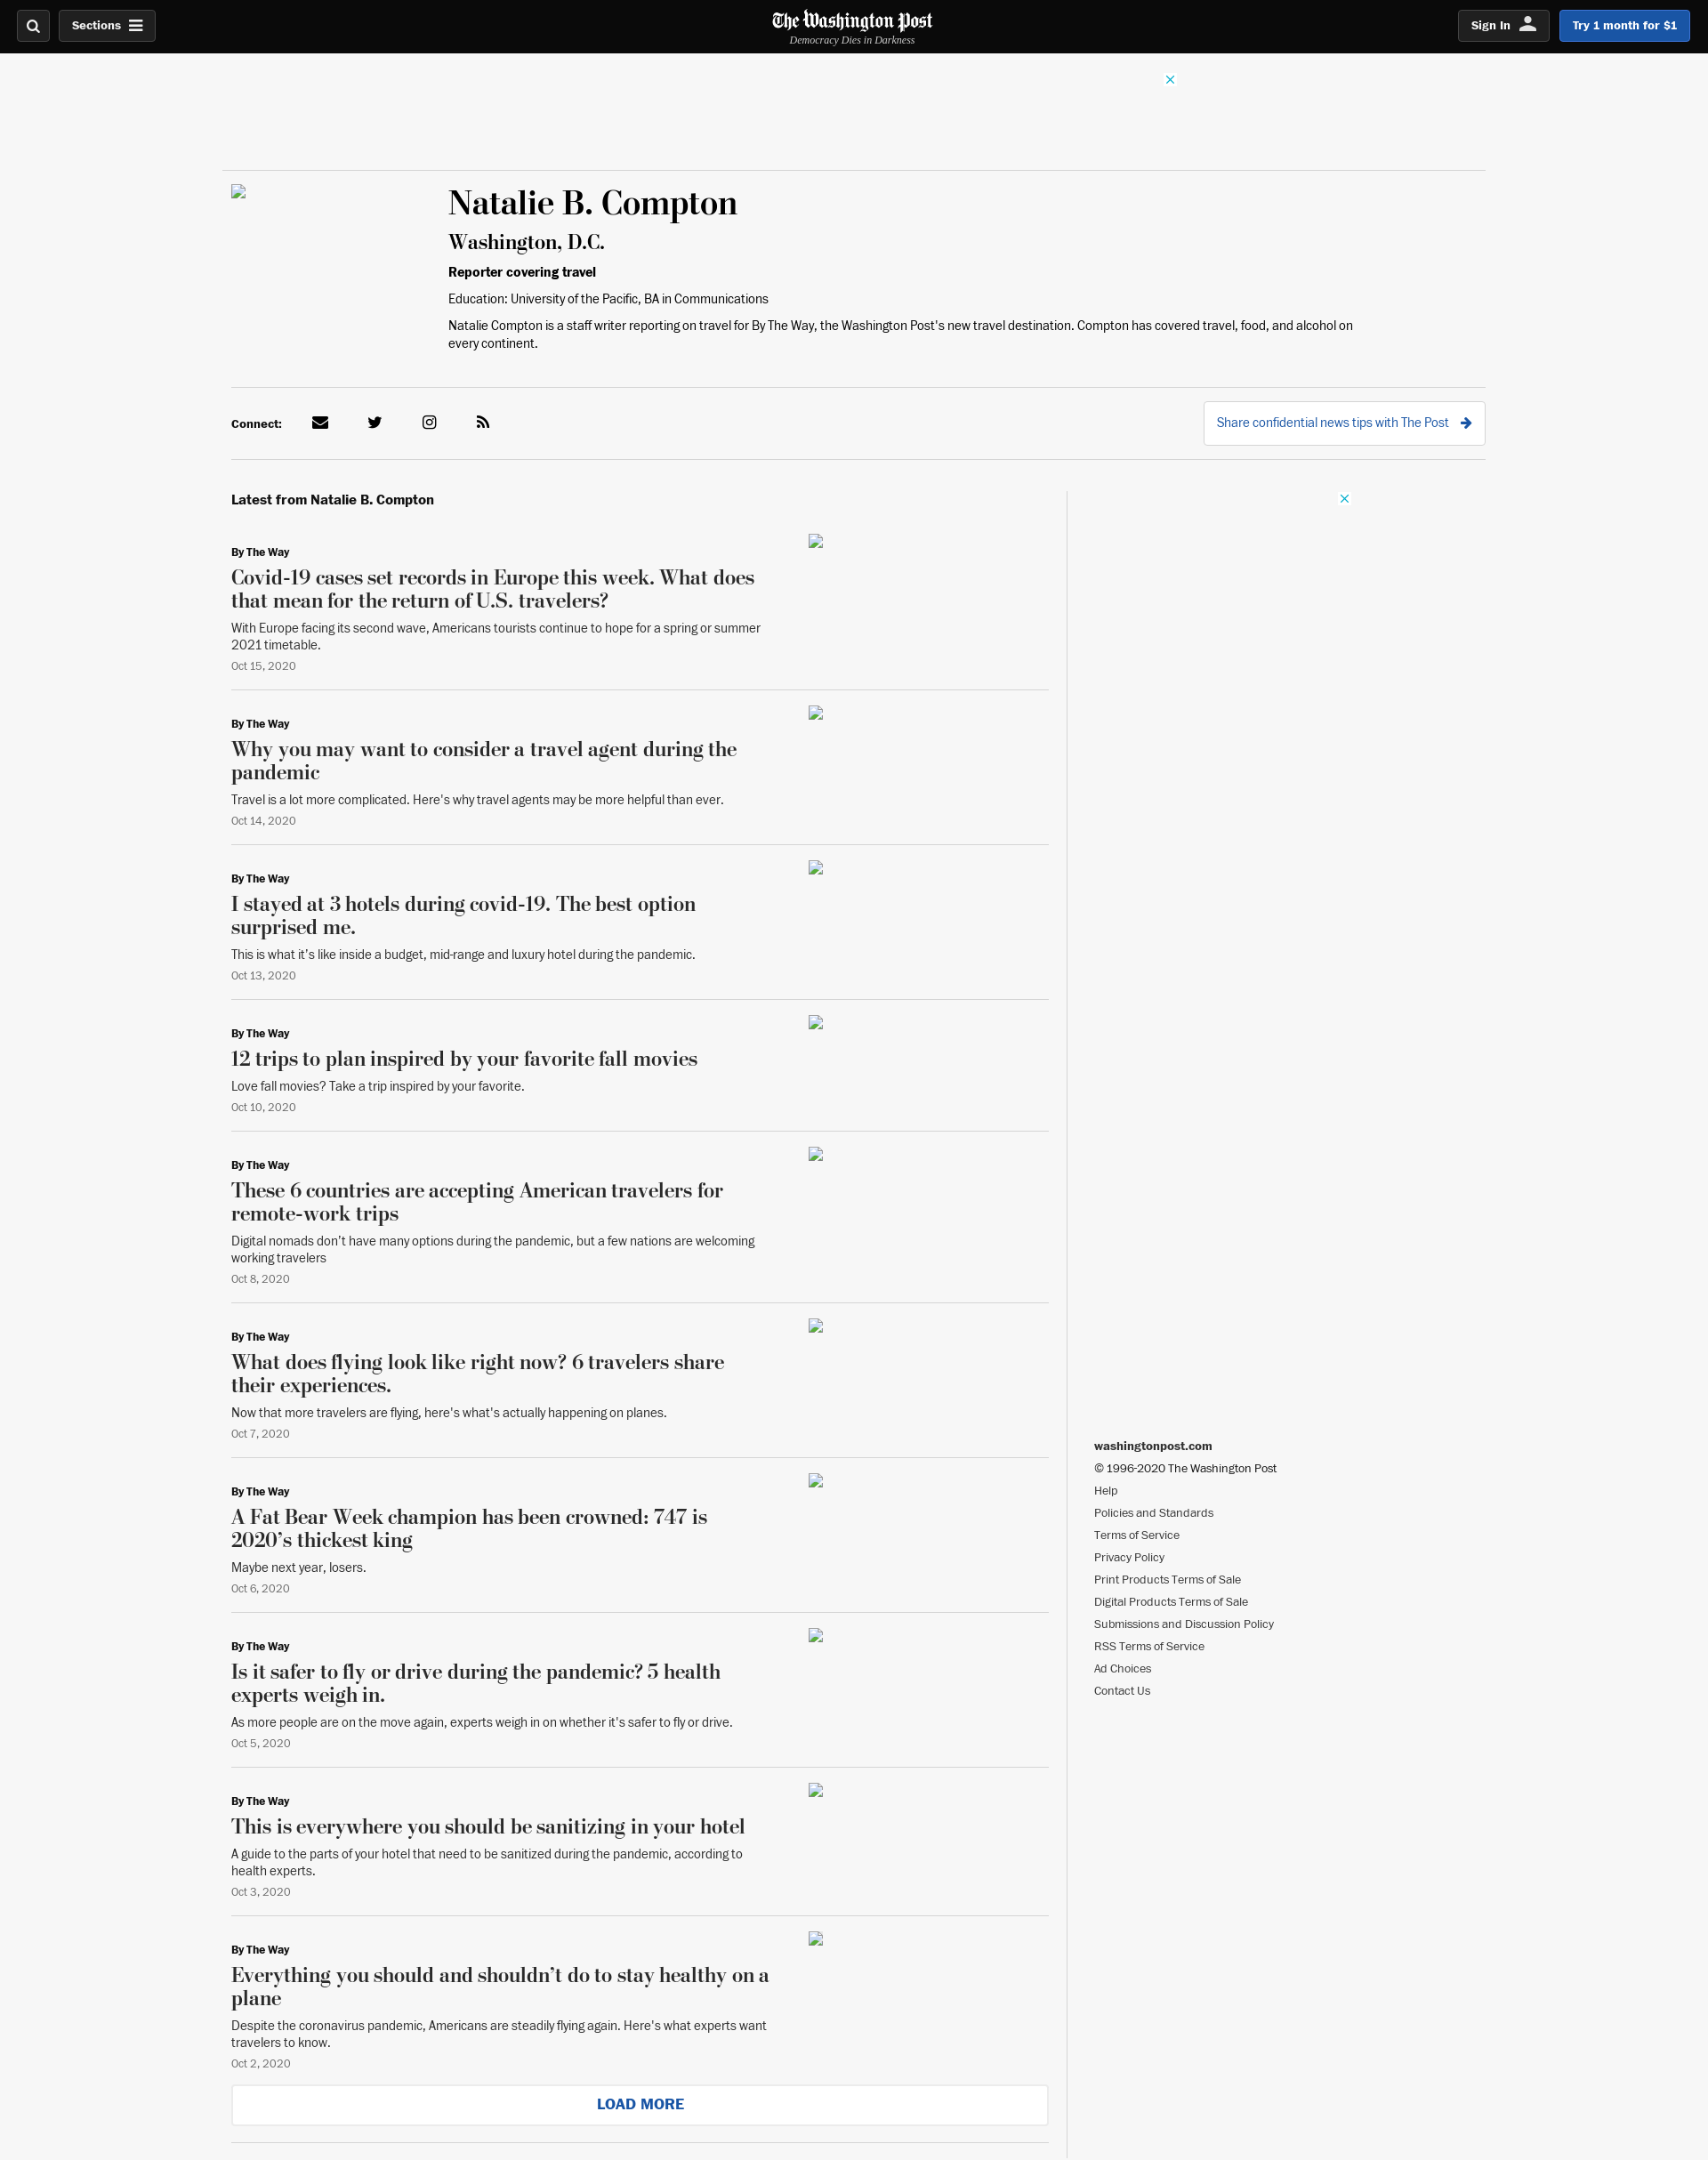 Sections
The Washington Post
Democracy Dies in Darkness
Sign In
Try 1 month for $1
Natalie B. Compton
Washington, D.C.
Reporter covering travel
Education: University of the Pacific, BA in Communications
Natalie Compton is a staff writer reporting on travel for By The Way, the Washington Post's new travel destination. Compton has covered travel, food, and alcohol on
every continent.
Connect:
Share confidential news tips with The Post
Latest from Natalie B. Compton
By The Way
Covid-19 cases set records in Europe this week. What does
that mean for the return of U.S. travelers?
With Europe facing its second wave, Americans tourists continue to hope for a spring or summer
2021 timetable.
Oct 15, 2020
By The Way
Why you may want to consider a travel agent during the
pandemic
Travel is a lot more complicated. Here's why travel agents may be more helpful than ever.
Oct 14, 2020
By The Way
I stayed at 3 hotels during covid-19. The best option
surprised me.
This is what it's like inside a budget, mid-range and luxury hotel during the pandemic.
Oct 13, 2020
By The Way
12 trips to plan inspired by your favorite fall movies
Love fall movies? Take a trip inspired by your favorite.
Oct 10, 2020
By The Way
These 6 countries are accepting American travelers for
remote-work trips
Digital nomads don’t have many options during the pandemic, but a few nations are welcoming
working travelers
Oct 8, 2020
By The Way
What does flying look like right now? 6 travelers share
their experiences.
Now that more travelers are flying, here's what's actually happening on planes.
Oct 7, 2020
By The Way
A Fat Bear Week champion has been crowned: 747 is
2020’s thickest king
Maybe next year, losers.
Oct 6, 2020
By The Way
Is it safer to fly or drive during the pandemic? 5 health
experts weigh in.
As more people are on the move again, experts weigh in on whether it's safer to fly or drive.
Oct 5, 2020
By The Way
This is everywhere you should be sanitizing in your hotel
A guide to the parts of your hotel that need to be sanitized during the pandemic, according to
health experts.
Oct 3, 2020
By The Way
Everything you should and shouldn’t do to stay healthy on a
plane
Despite the coronavirus pandemic, Americans are steadily flying again. Here's what experts want
travelers to know.
Oct 2, 2020
LOAD MORE
washingtonpost.com
© 1996-2020 The Washington Post
Help
Policies and Standards
Terms of Service
Privacy Policy
Print Products Terms of Sale
Digital Products Terms of Sale
Submissions and Discussion Policy
RSS Terms of Service
Ad Choices
Contact Us